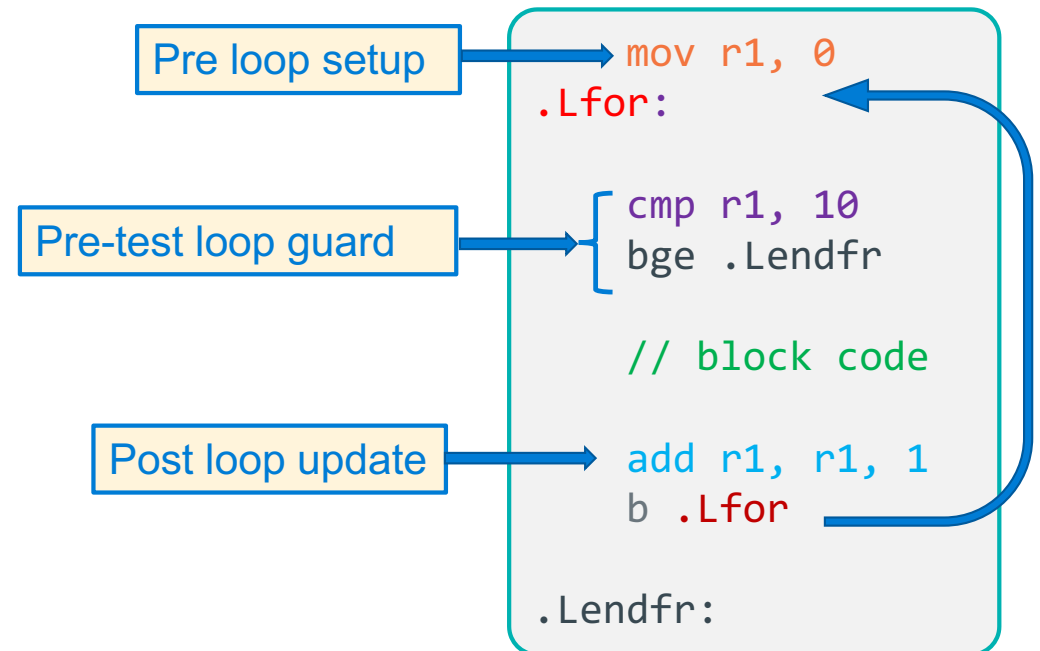 Pre loop setup
mov r1, 0
.Lfor:
Pre-test loop guard
cmp r1, 10
bge .Lendfr
// block code
Post loop update
add r1, r1, 1
b .Lfor
.Lendfr: